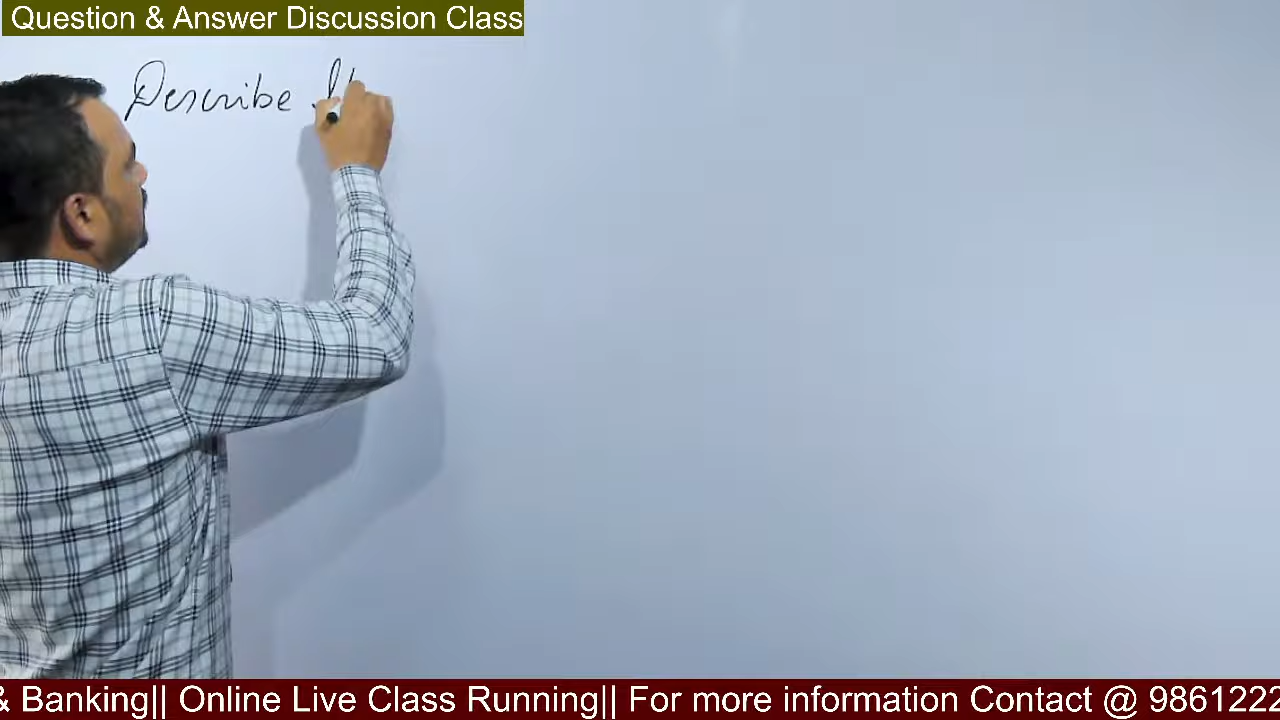 Question & Answer Discussion Class
Describe
& Banking|| Online Live Class Running|| For more information Contact @ 9861222